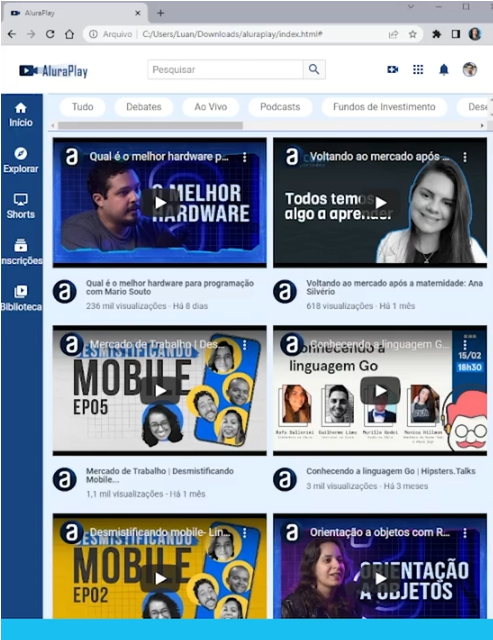 AluraPlay
Arquivo | C:/Users/Luan/Downloads/aluraplay/index.html#
AluraPlay
Pesquisar
Início
Explorar
Shorts
nscrições
Biblioteca
Tudo
Debates
Ao Vivo
Podcasts
Fundos de Investimento
Dese
a Qual é o melhor hardware p...
O MELHOR
HARDWARE
a
Qual é o melhor hardware para programação
com Mario Souto
236 mil visualizações · Há 8 dias
a Voltando ao mercado após ...
Todos temos
algo a aprender
a
Voltando ao mercado após a maternidade: Ana
Silvério
618 visualizações · Há 1 mês
a Mercado de Trabalho | Des...
DESMISTIFICANDO
MOBILE
EP05
a
Mercado de Trabalho | Desmistificando
Mobile...
1,1 mil visualizações · Há 1 mês
a Conhecendo a linguagem G...
Conhecendo a
linguagem Go
15/02
18h30
Rafa Ballerini
Guilherme Lima
Monica Hillman
a
Conhecendo a linguagem Go | Hipsters.Talks
3 mil visualizações · Há 3 meses
a Desmistificando mobile- Lin...
DESMISTIFICANDO
MOBILE
EP02
a Orientação a objetos com R...
ORIENTAÇÃO
A OBJETOS